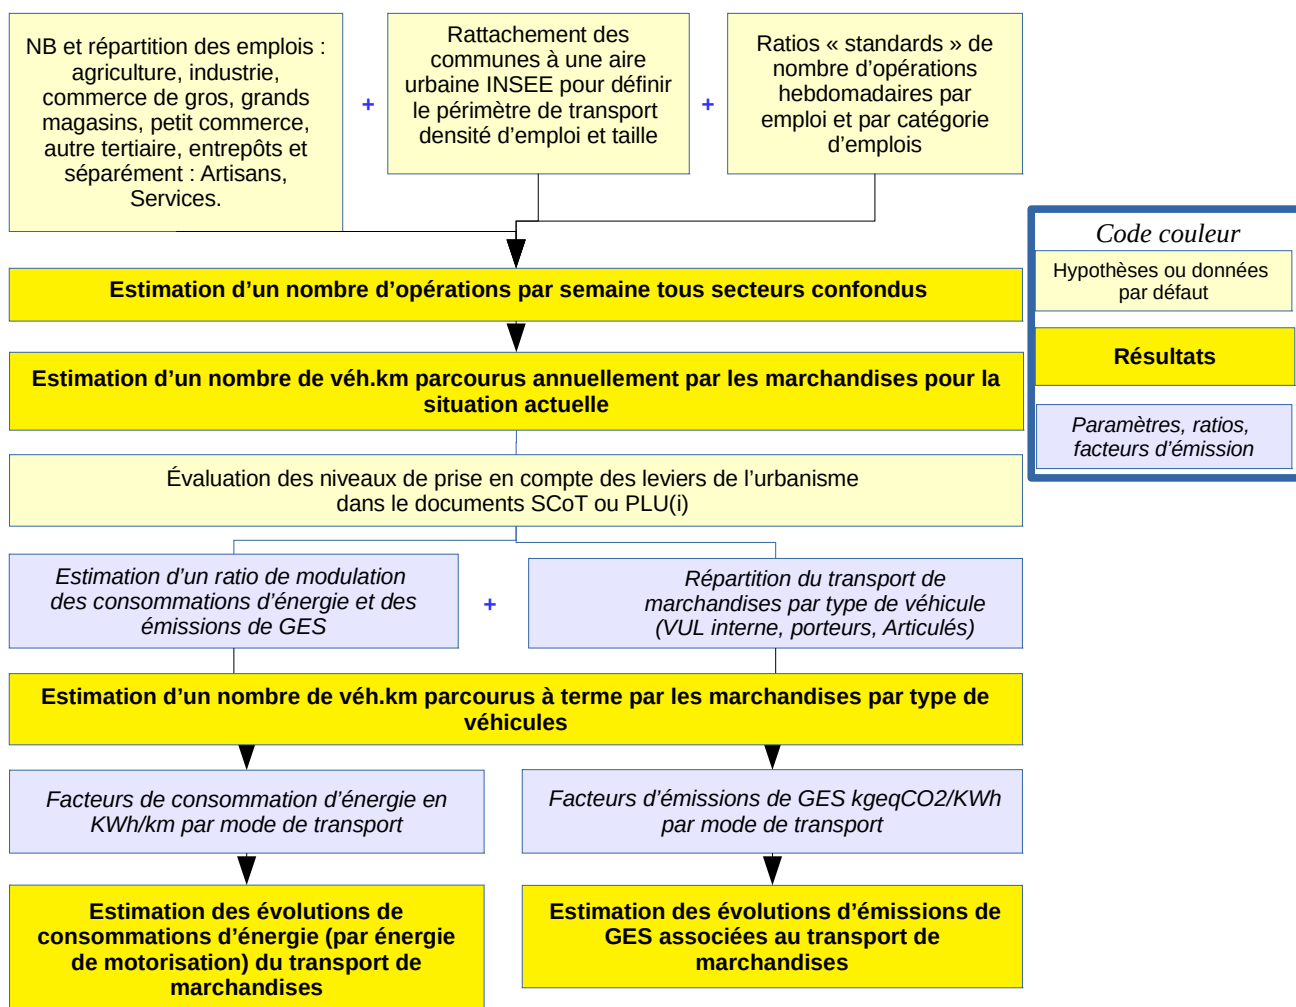 NB et répartition des emplois :
agriculture, industrie,
commerce de gros, grands
magasins, petit commerce,
autre tertiaire, entrepôts et
séparément : Artisans,
Services.
+
Rattachement des
communes à une aire
urbaine INSEE pour définir
le périmètre de transport
densité d’emploi et taille
+
Ratios « standards » de
nombre d’opérations
hebdomadaires par
emploi et par catégorie
d’emplois
Code couleur
Hypothèses ou données
par défaut
Résultats
Paramètres, ratios,
facteurs d’émission
Estimation d’un nombre d’opérations par semaine tous secteurs confondus
Estimation d’un nombre de véh.km parcourus annuellement par les marchandises pour la
situation actuelle
Évaluation des niveaux de prise en compte des leviers de l’urbanisme
dans le documents SCoT ou PLU(i)
Estimation d’un ratio de modulation
des consommations d’énergie et des
émissions de GES
+
Répartition du transport de
marchandises par type de véhicule
(VUL interne, porteurs, Articulés)
Estimation d’un nombre de véh.km parcourus à terme par les marchandises par type de
véhicules
Facteurs de consommation d’énergie en
KWh/km par mode de transport
Facteurs d’émissions de GES kgeqCO2/KWh
par mode de transport
Estimation des évolutions de
consommations d’énergie (par énergie
de motorisation) du transport de
marchandises
Estimation des évolutions d’émissions de
GES associées au transport de
marchandises